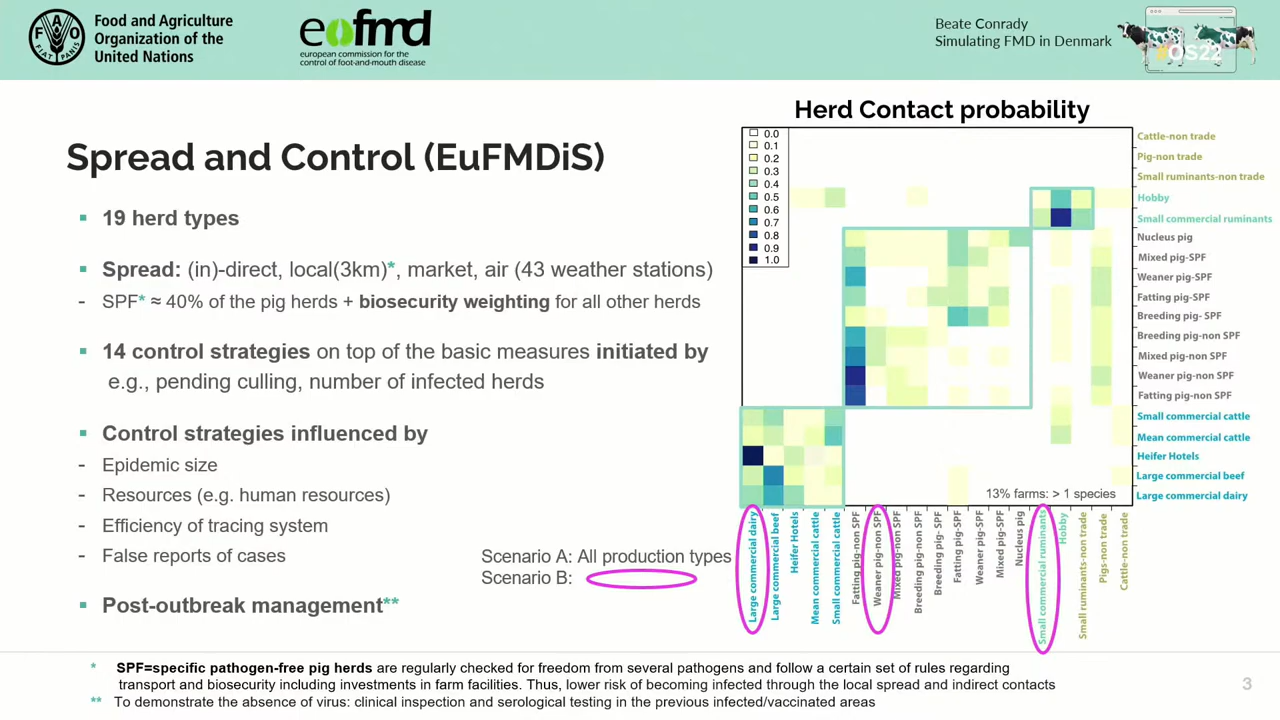 Food and Agriculture
Organization of the
United Nations
FAO
FIAT PANIS
eofmd
european commission for the
control of foot-and-mouth disease
Beate Conrady
Simulating FMD in Denmark
#OS22
Spread and Control (EuFMDiS)
19 herd types
Spread: (in)-direct, local(3km)*, market, air (43 weather stations)
- SPF* ≈ 40% of the pig herds + biosecurity weighting for all other herds
14 control strategies on top of the basic measures initiated by
e.g., pending culling, number of infected herds
Control strategies influenced by
- Epidemic size
- Resources (e.g. human resources)
- Efficiency of tracing system
- False reports of cases
Post-outbreak management**
Scenario A: All production types
Scenario B:
Herd Contact probability
0.0
0.1
0.2
0.3
0.4
0.5
0.6
0.7
0.8
0.9
1.0
Cattle-non trade
Pig-non trade
Small ruminants-non trade
Hobby
Small commercial ruminants
Nucleus pig
Mixed pig-SPF
Weaner pig-SPF
Fatting pig-SPF
Breeding pig- SPF
Breeding pig-non SPF
Mixed pig-non SPF
Weaner pig-non SPF
Fatting pig-non SPF
Small commercial cattle
Mean commercial cattle
Heifer Hotels
Large commercial beef
Large commercial dairy
13% farms: > 1 species
Large commercial dairy
Large commercial beef
Heifer Hotels
Mean commercial cattle
Small commercial cattle
Fatting pig-non SPF
Weaner pig-non SPF
Mixed pig-non SPF
Breeding pig-non SPF
Breeding pig- SPF
Fatting pig-SPF
Weaner pig-SPF
Mixed pig-SPF
Nucleus pig
Small commercial ruminants
Hobby
Small ruminants-non trade
Pigs-non trade
Cattle-non trade
* SPF=specific pathogen-free pig herds are regularly checked for freedom from several pathogens and follow a certain set of rules regarding
transport and biosecurity including investments in farm facilities. Thus, lower risk of becoming infected through the local spread and indirect contacts
** To demonstrate the absence of virus: clinical inspection and serological testing in the previous infected/vaccinated areas
3